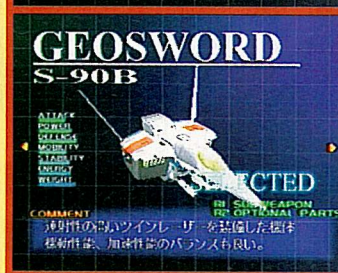 GEOSWORD
S-90B
ATTACK
POWER
DEFENSE
MOBILITY
STABILITY
ENERGY
WEIGHT
SELECTED
R1 SUB WEAPON
R2 OPTIONAL PARTS
COMMENT
連射性の高いツインレーザーを装備した機体
機動性能、加速性能のバランスも良い。